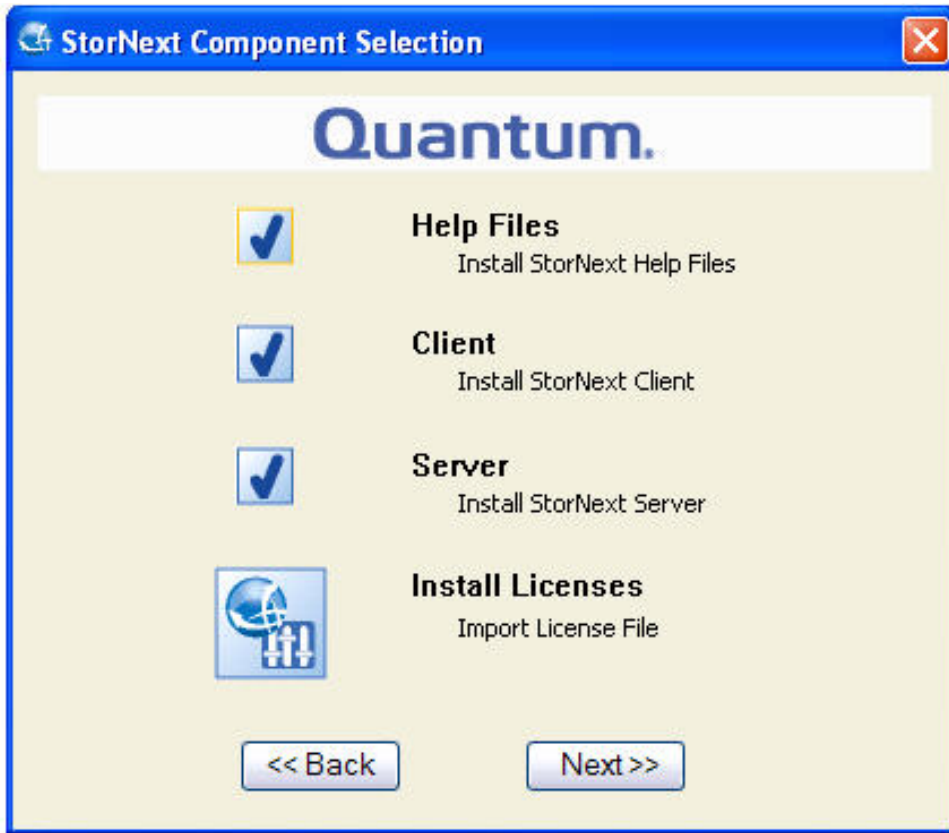 StorNext Component Selection
Quantum.
Help Files
Install StorNext Help Files
Client
Install StorNext Client
Server
Install StorNext Server
Install Licenses
Import License File
<< Back
Next >>